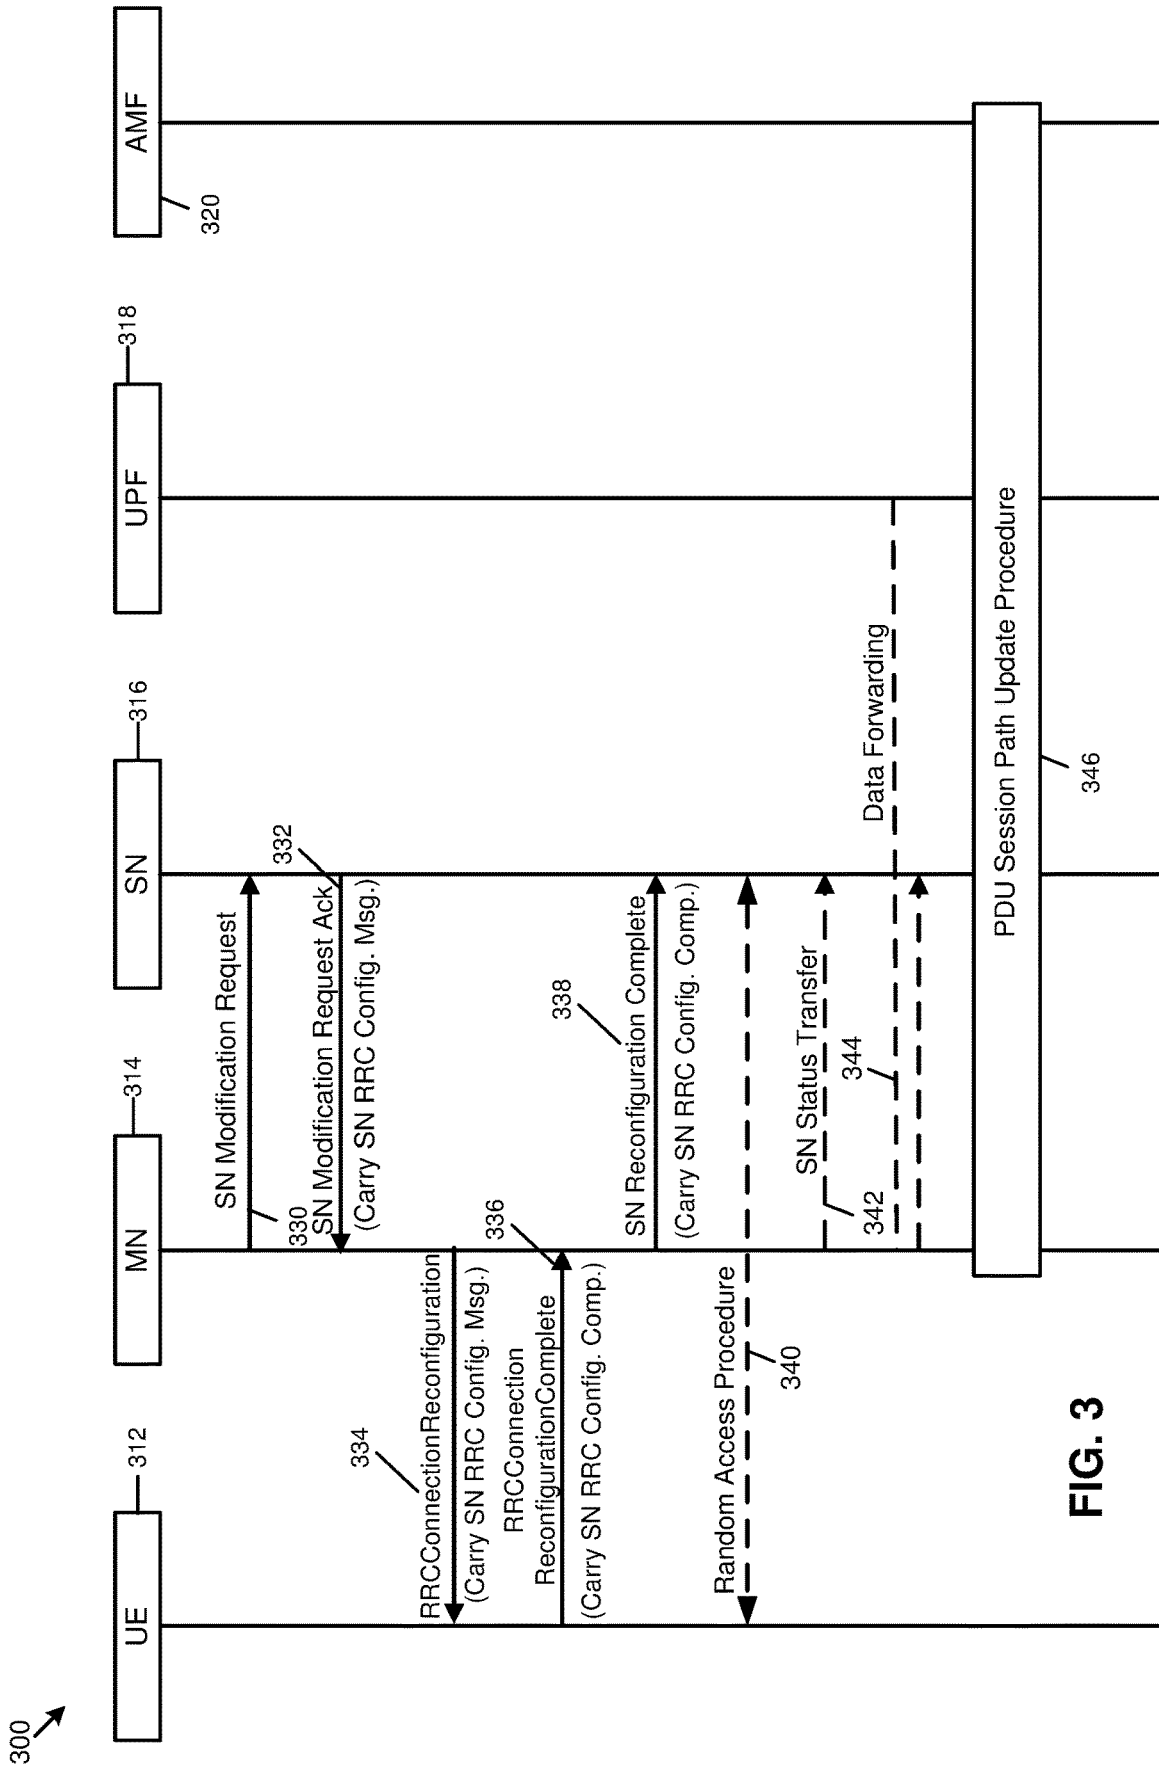 300
UE
312
MN
314
SN
316
UPF
318
AMF
320
SN Modification Request
330
332
SN Modification Request Ack
(Carry SN RRC Config. Msg.)
334
RRCConnectionReconfiguration
(Carry SN RRC Config. Msg.)
336
RRCConnection
ReconfigurationComplete
(Carry SN RRC Config. Comp.)
338
SN Reconfiguration Complete
(Carry SN RRC Config. Comp.)
Random Access Procedure
340
SN Status Transfer
342
344
Data Forwarding
PDU Session Path Update Procedure
346
FIG. 3